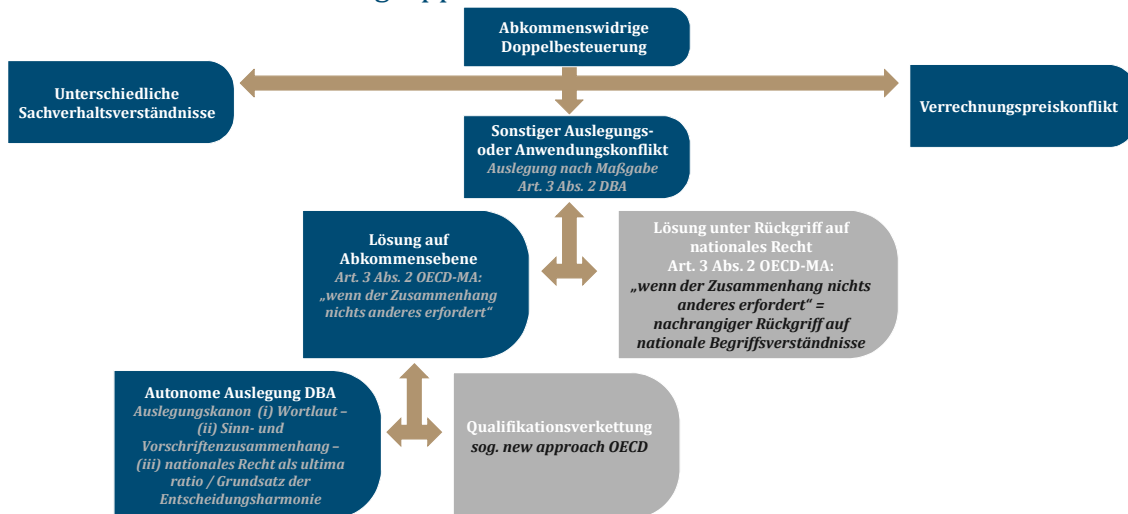 Abkommenswidrige
Doppelbesteuerung
Unterschiedliche
Sachverhaltsverständnisse
Verrechnungspreiskonflikt
Sonstiger Auslegungs-
oder Anwendungskonflikt
Auslegung nach Maßgabe
Art. 3 Abs. 2 DBA
Lösung auf
Abkommensebene
Art. 3 Abs. 2 OECD-MA:
„wenn der Zusammenhang
nichts anderes erfordert“
Lösung unter Rückgriff auf
nationales Recht
Art. 3 Abs. 2 OECD-MA:
„wenn der Zusammenhang nichts
anderes erfordert“ =
nachrangiger Rückgriff auf
nationale Begriffsverständnisse
Autonome Auslegung DBA
Auslegungskanon (i) Wortlaut –
(ii) Sinn- und
Vorschriftenzusammenhang –
(iii) nationales Recht als ultima
ratio / Grundsatz der
Entscheidungsharmonie
Qualifikationsverkettung
sog. new approach OECD